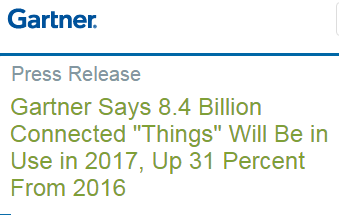 Gartner.
Press Release
Gartner Says 8.4 Billion
Connected "Things" Will Be in
Use in 2017, Up 31 Percent
From 2016